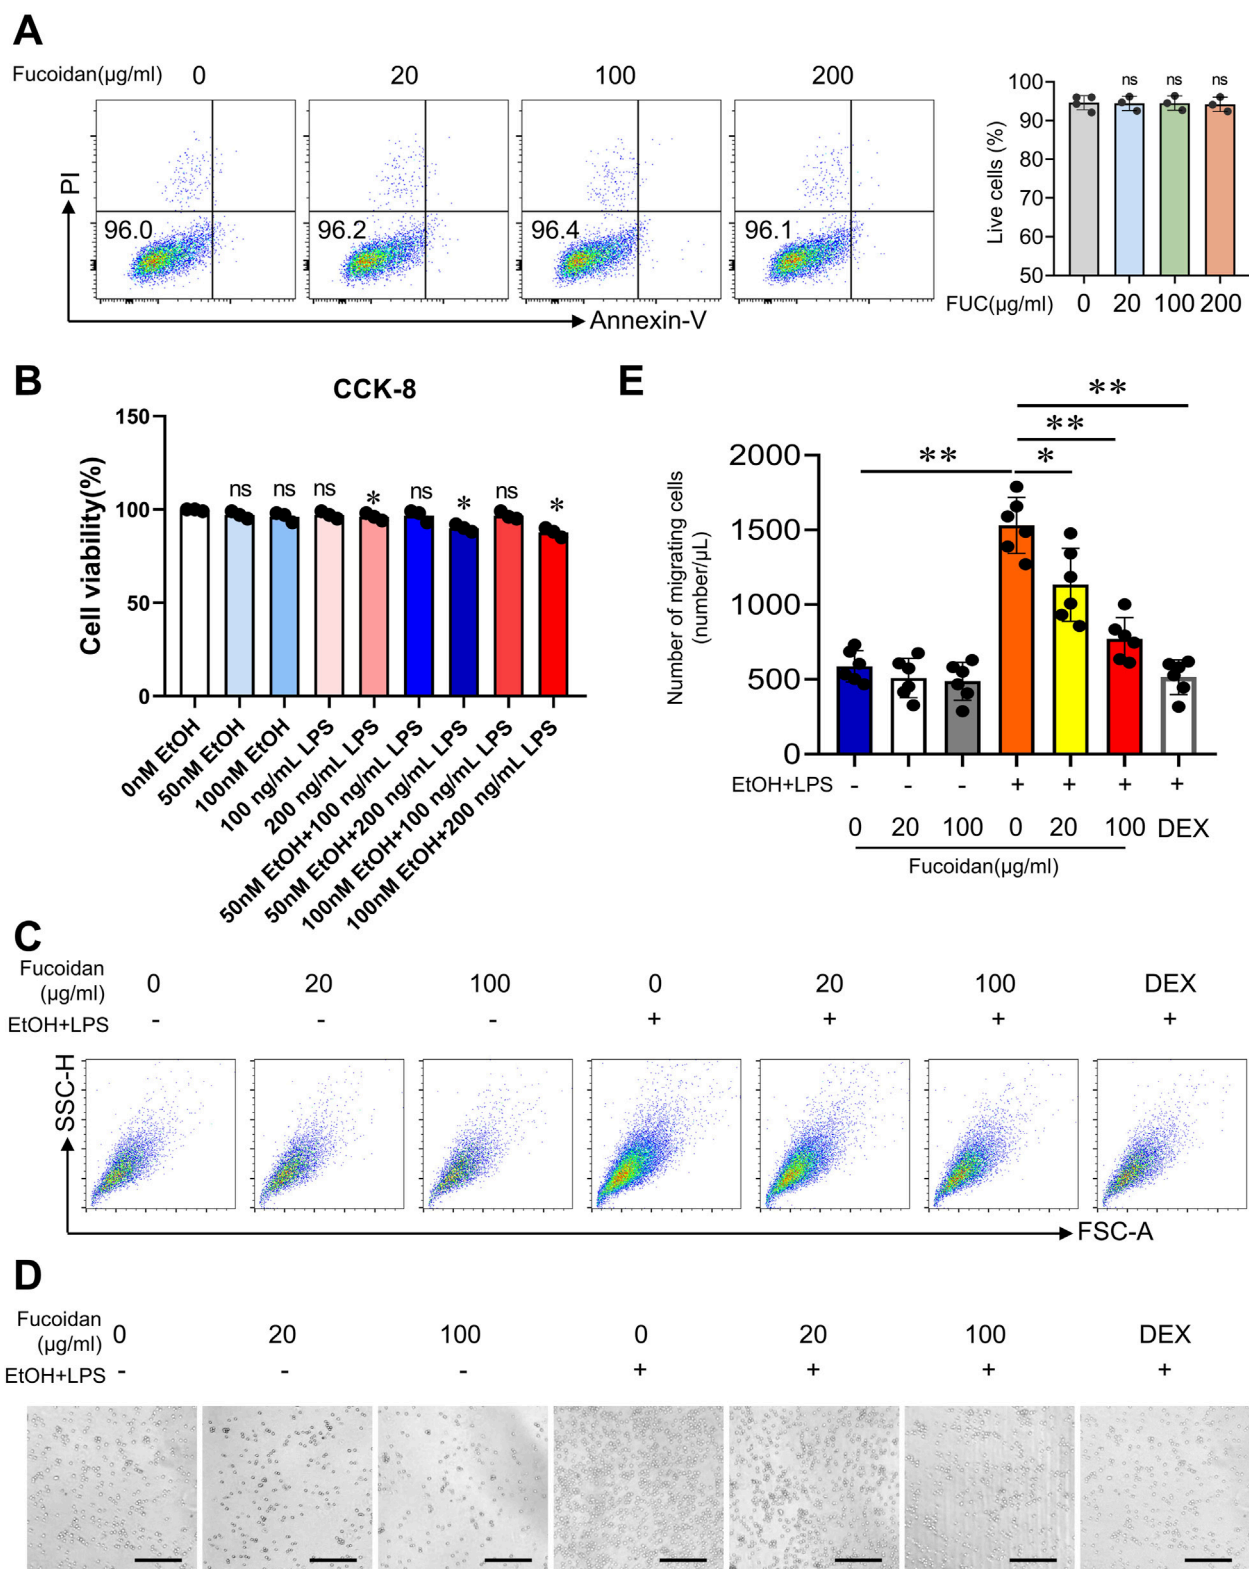 A
Fucoidan(µg/ml) 0 20 100 200
PI
96.0 96.2 96.4 96.1
Annexin-V
Live cells (%)
100
90
80
70
60
50
ns ns ns
FUC(µg/ml) 0 20 100 200
B
CCK-8
Cell viability(%)
150
100
50
0
ns ns ns * ns * ns *
0nM EtOH
50nM EtOH
100nM EtOH
100 ng/mL LPS
200 ng/mL LPS
50nM EtOH+100 ng/mL LPS
50nM EtOH+200 ng/mL LPS
100nM EtOH+100 ng/mL LPS
100nM EtOH+200 ng/mL LPS
E
Number of migrating cells
(number/µL)
2000
1500
1000
500
0
**
**
** *
EtOH+LPS - - - + + + +
0 20 100 0 20 100 DEX
Fucoidan(µg/ml)
C
Fucoidan
(µg/ml) 0 20 100 0 20 100 DEX
EtOH+LPS - - - + + + +
SSC-H
FSC-A
D
Fucoidan
(µg/ml) 0 20 100 0 20 100 DEX
EtOH+LPS - - - + + + +